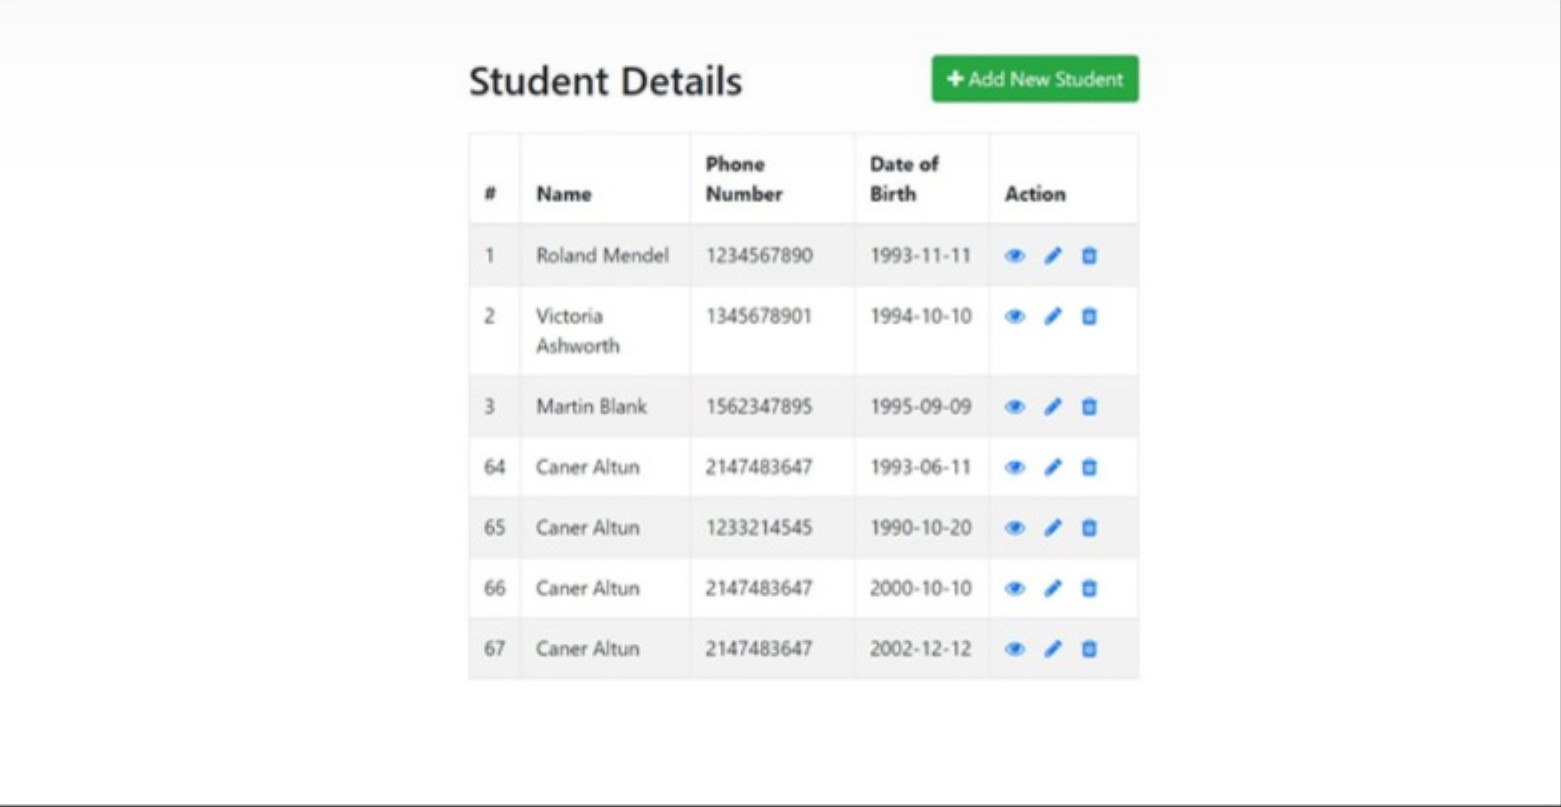 Student Details
+ Add New Student
# Name Phone Number Date of Birth Action
1 Roland Mendel 1234567890 1993-11-11
2 Victoria Ashworth 1345678901 1994-10-10
3 Martin Blank 1562347895 1995-09-09
64 Caner Altun 2147483647 1993-06-11
65 Caner Altun 1233214545 1990-10-20
66 Caner Altun 2147483647 2000-10-10
67 Caner Altun 2147483647 2002-12-12